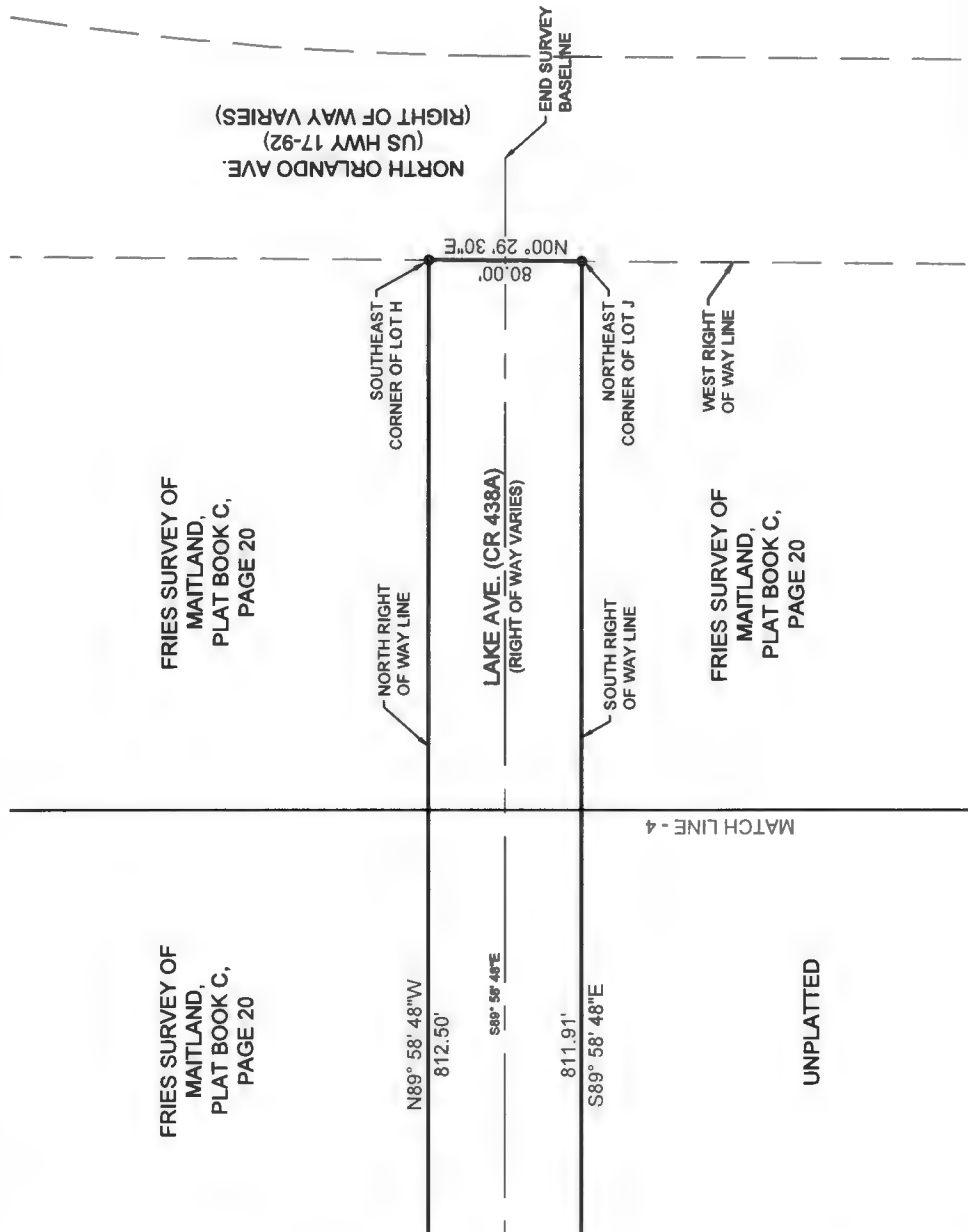 FRIES SURVEY OF
MAITLAND,
PLAT BOOK C,
PAGE 20
FRIES SURVEY OF
MAITLAND,
PLAT BOOK C,
PAGE 20
NORTH ORLANDO AVE.
(US HWY 17-92)
(RIGHT OF WAY VARIES)
END SURVEY
BASELINE
SOUTHEAST
CORNER OF LOT H
NORTH RIGHT
OF WAY LINE
N89° 58' 48"W
812.50'
S89° 58' 48"E
LAKE AVE. (CR 438A)
(RIGHT OF WAY VARIES)
N00° 29' 30"E
80.00'
811.91'
S89° 58' 48"E
SOUTH RIGHT
OF WAY LINE
NORTHEAST
CORNER OF LOT J
WEST RIGHT
OF WAY LINE
MATCH LINE - 4
UNPLATTED
FRIES SURVEY OF
MAITLAND,
PLAT BOOK C,
PAGE 20